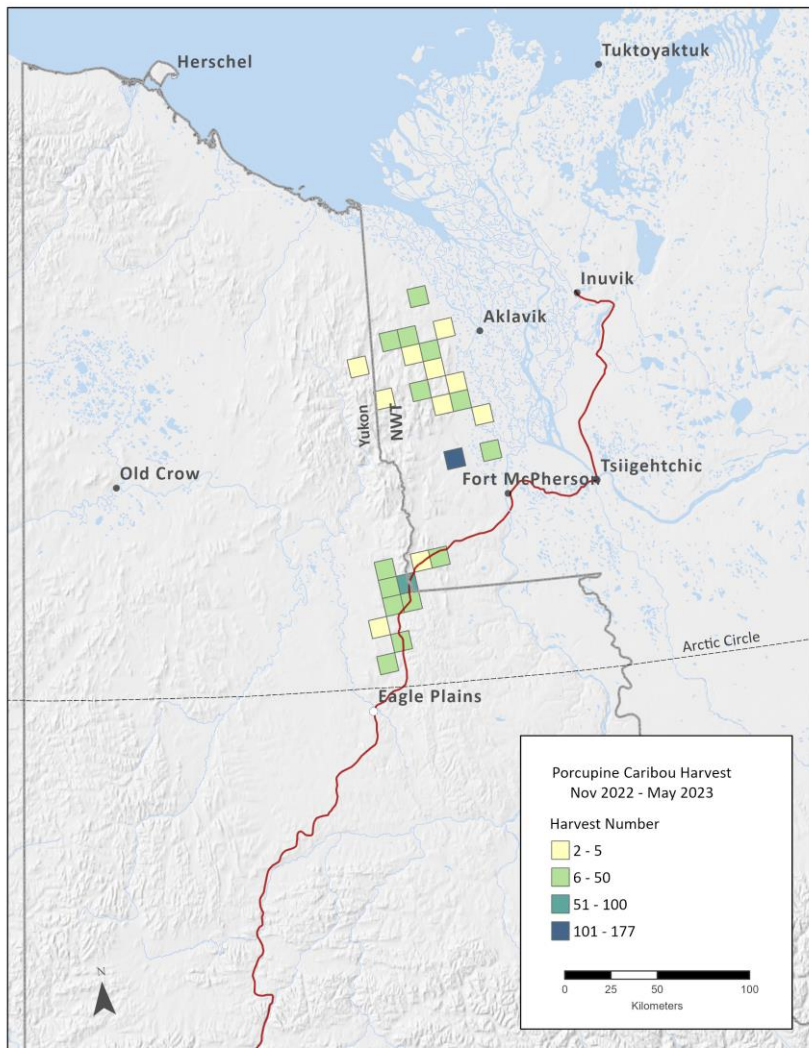 Herschel
Tuktoyaktuk
Inuvik
Aklavik
Yukon
NWT
Old Crow
Tsiigehtchic
Fort McPherson
Arctic Circle
Eagle Plains
Porcupine Caribou Harvest
Nov 2022 - May 2023
Harvest Number
2 - 5
6 - 50
51 - 100
101 - 177
N
0 25 50 100
Kilometers